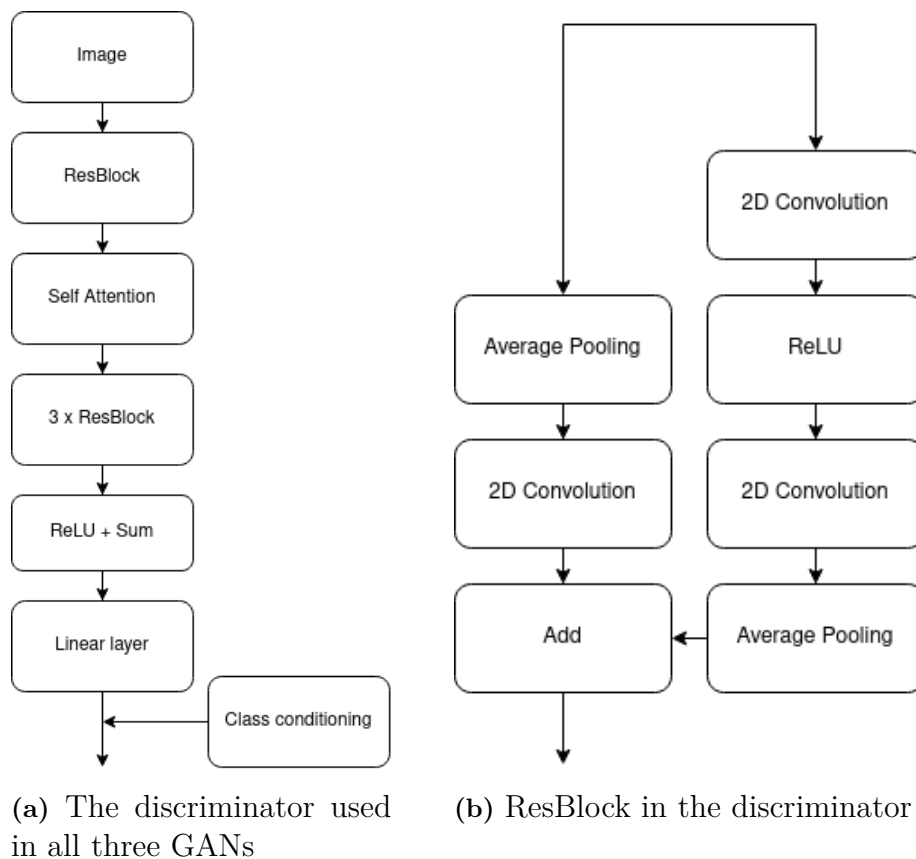 Image
ResBlock
Self Attention
3 x ResBlock
ReLU + Sum
Linear layer
Class conditioning
(a) The discriminator used
in all three GANs
2D Convolution
Average Pooling
ReLU
2D Convolution
2D Convolution
Add
Average Pooling
(b) ResBlock in the discriminator